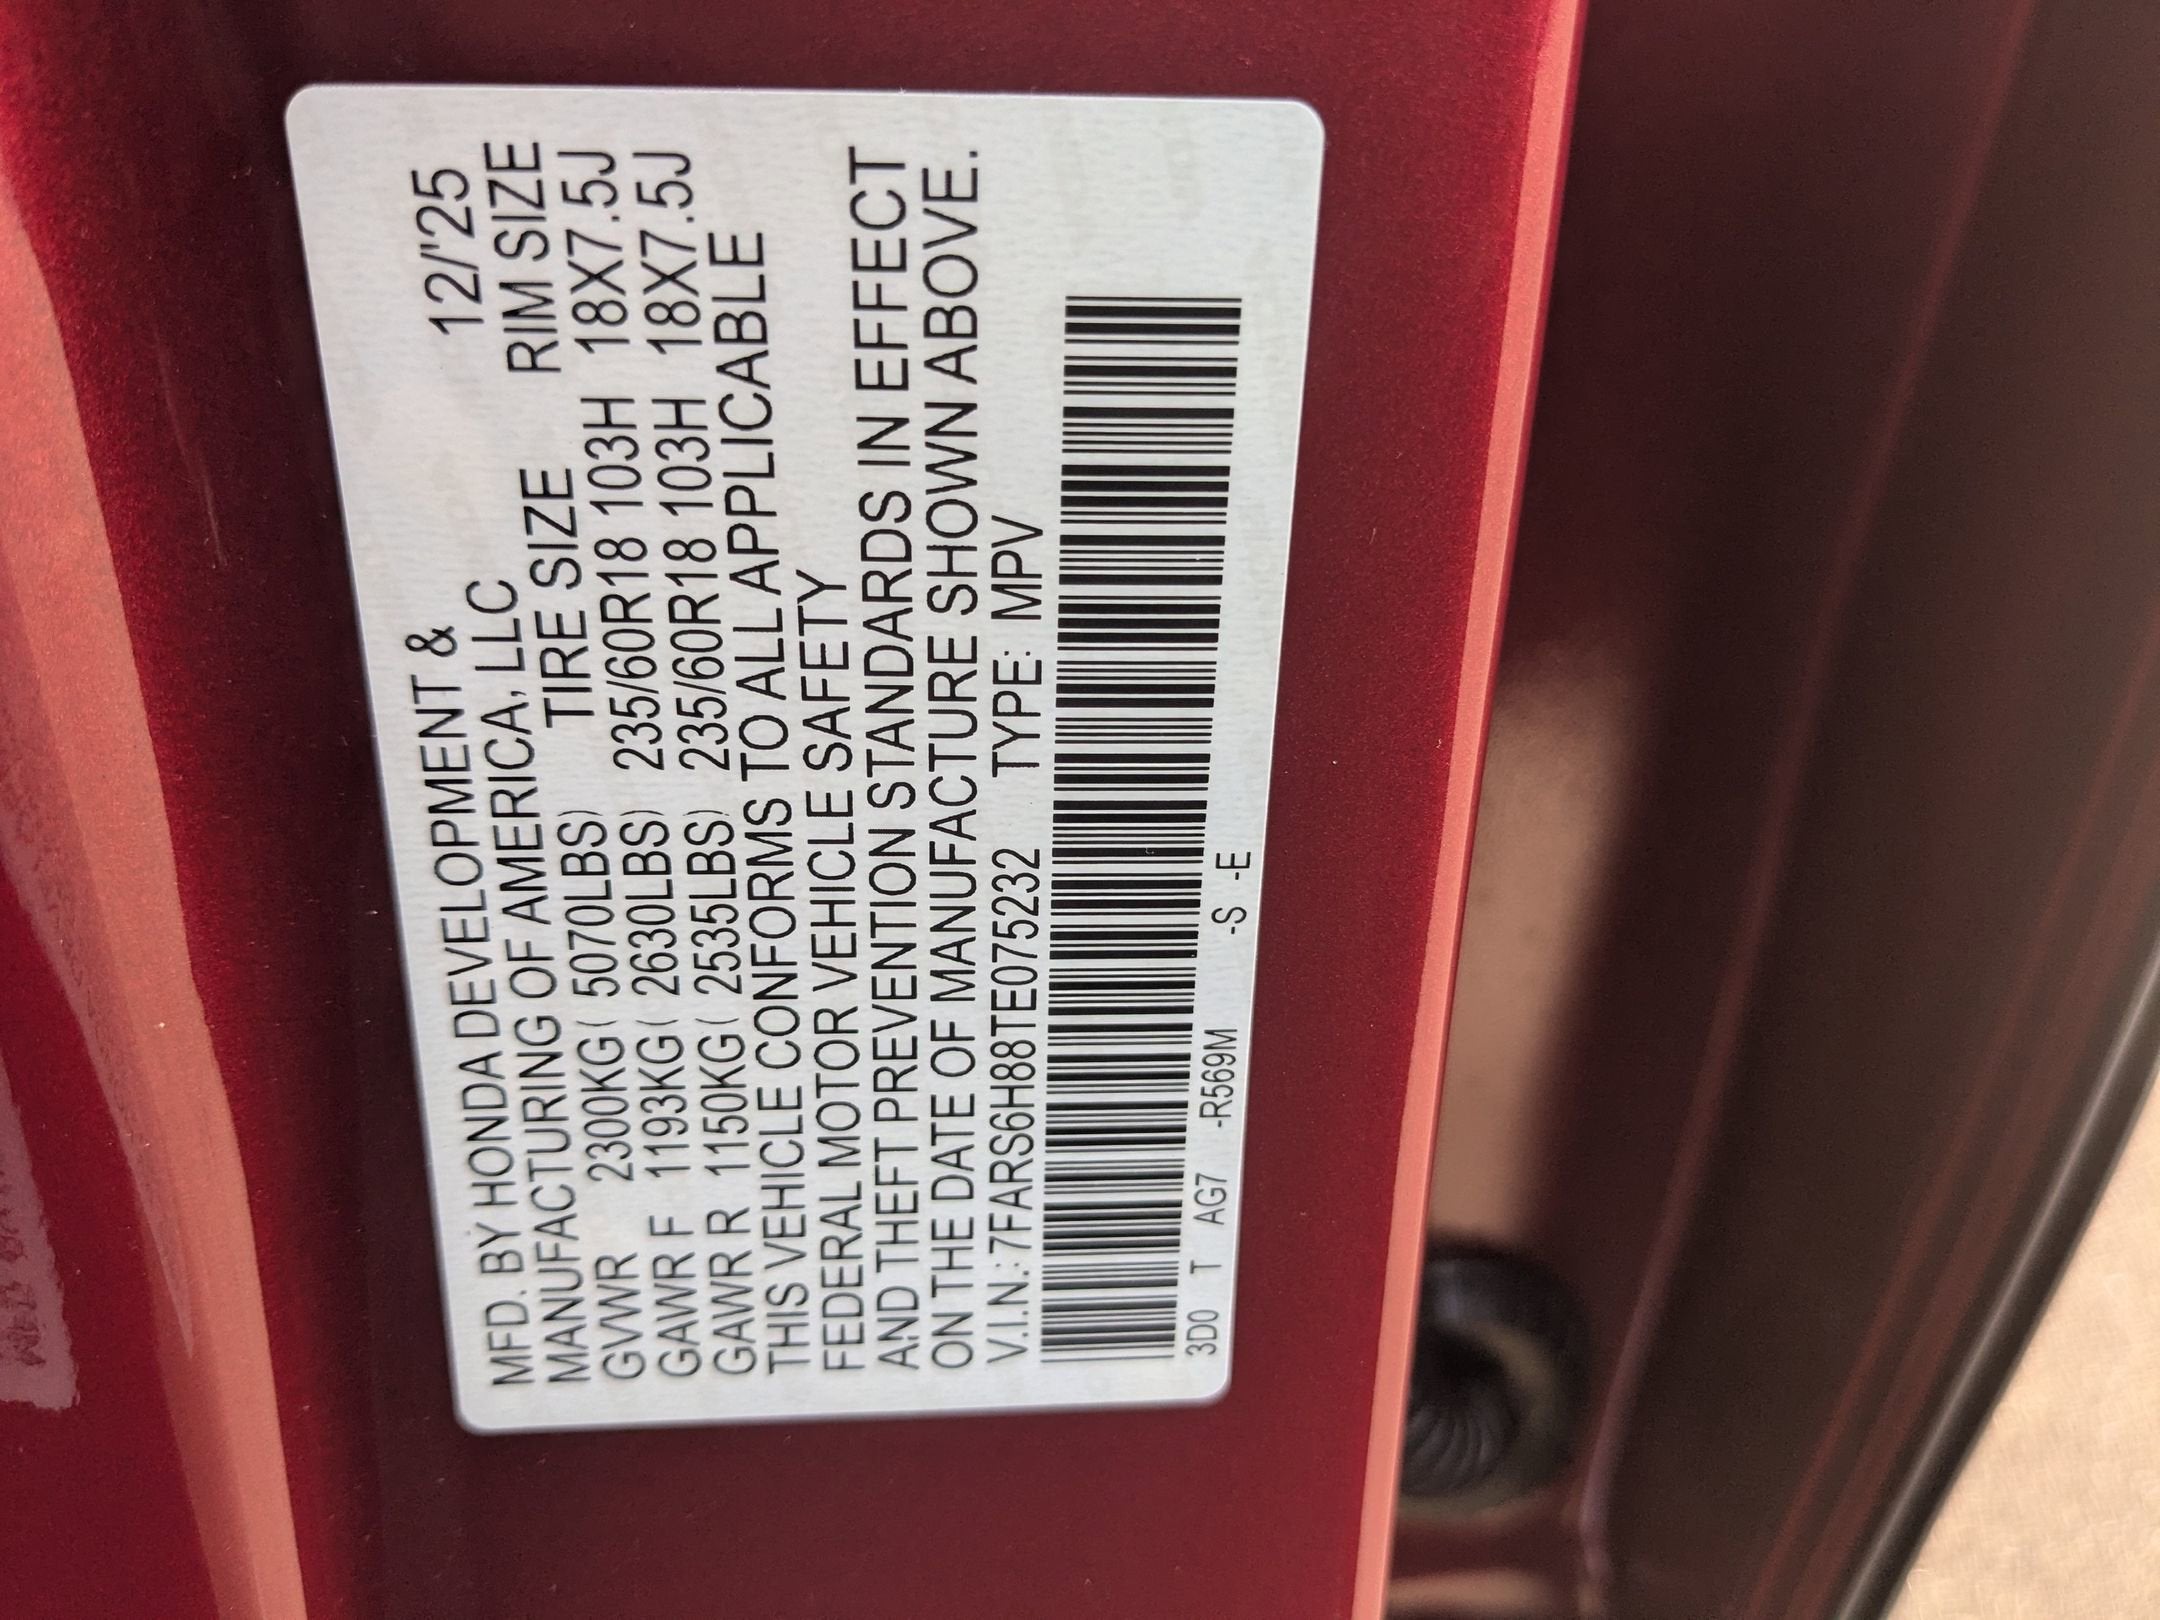 MFD. BY HONDA DEVELOPMENT & 12/'25
MANUFACTURING OF AMERICA, LLC
TIRE SIZE RIM SIZE
GVWR 2300KG( 5070LBS)
GAWR F 1193KG( 2630LBS) 235/60R18 103H 18X7.5J
GAWR R 1150KG( 2535LBS) 235/60R18 103H 18X7.5J
THIS VEHICLE CONFORMS TO ALL APPLICABLE
FEDERAL MOTOR VEHICLE SAFETY
AND THEFT PREVENTION STANDARDS IN EFFECT
ON THE DATE OF MANUFACTURE SHOWN ABOVE.
V.I.N.: 7FARS6H88TE075232 TYPE: MPV
3D0 T AG7 -R569M -S -E